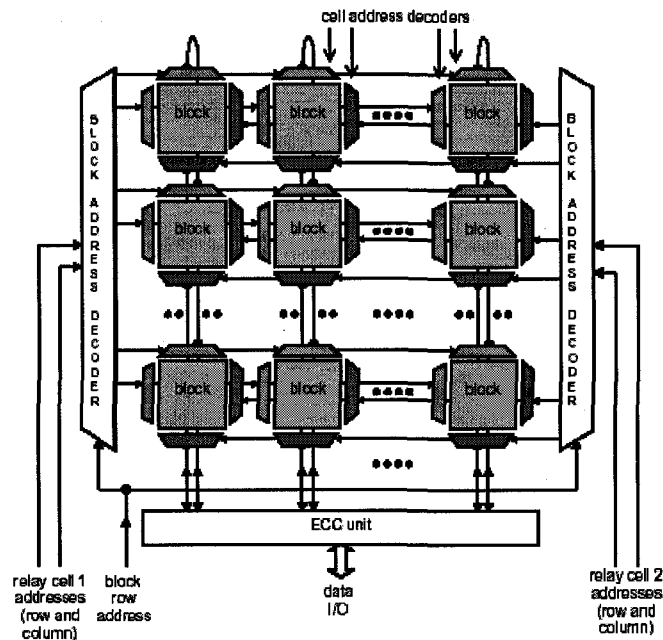 cell address decoders
block
block
block
block
block
block
block
block
block
BLOCK ADDRESS DECODER
BLOCK ADDRESS DECODER
ECC unit
relay cell 1
addresses
(row and
column)
block
row
address
data
I/O
relay cell 2
addresses
(row and
column)